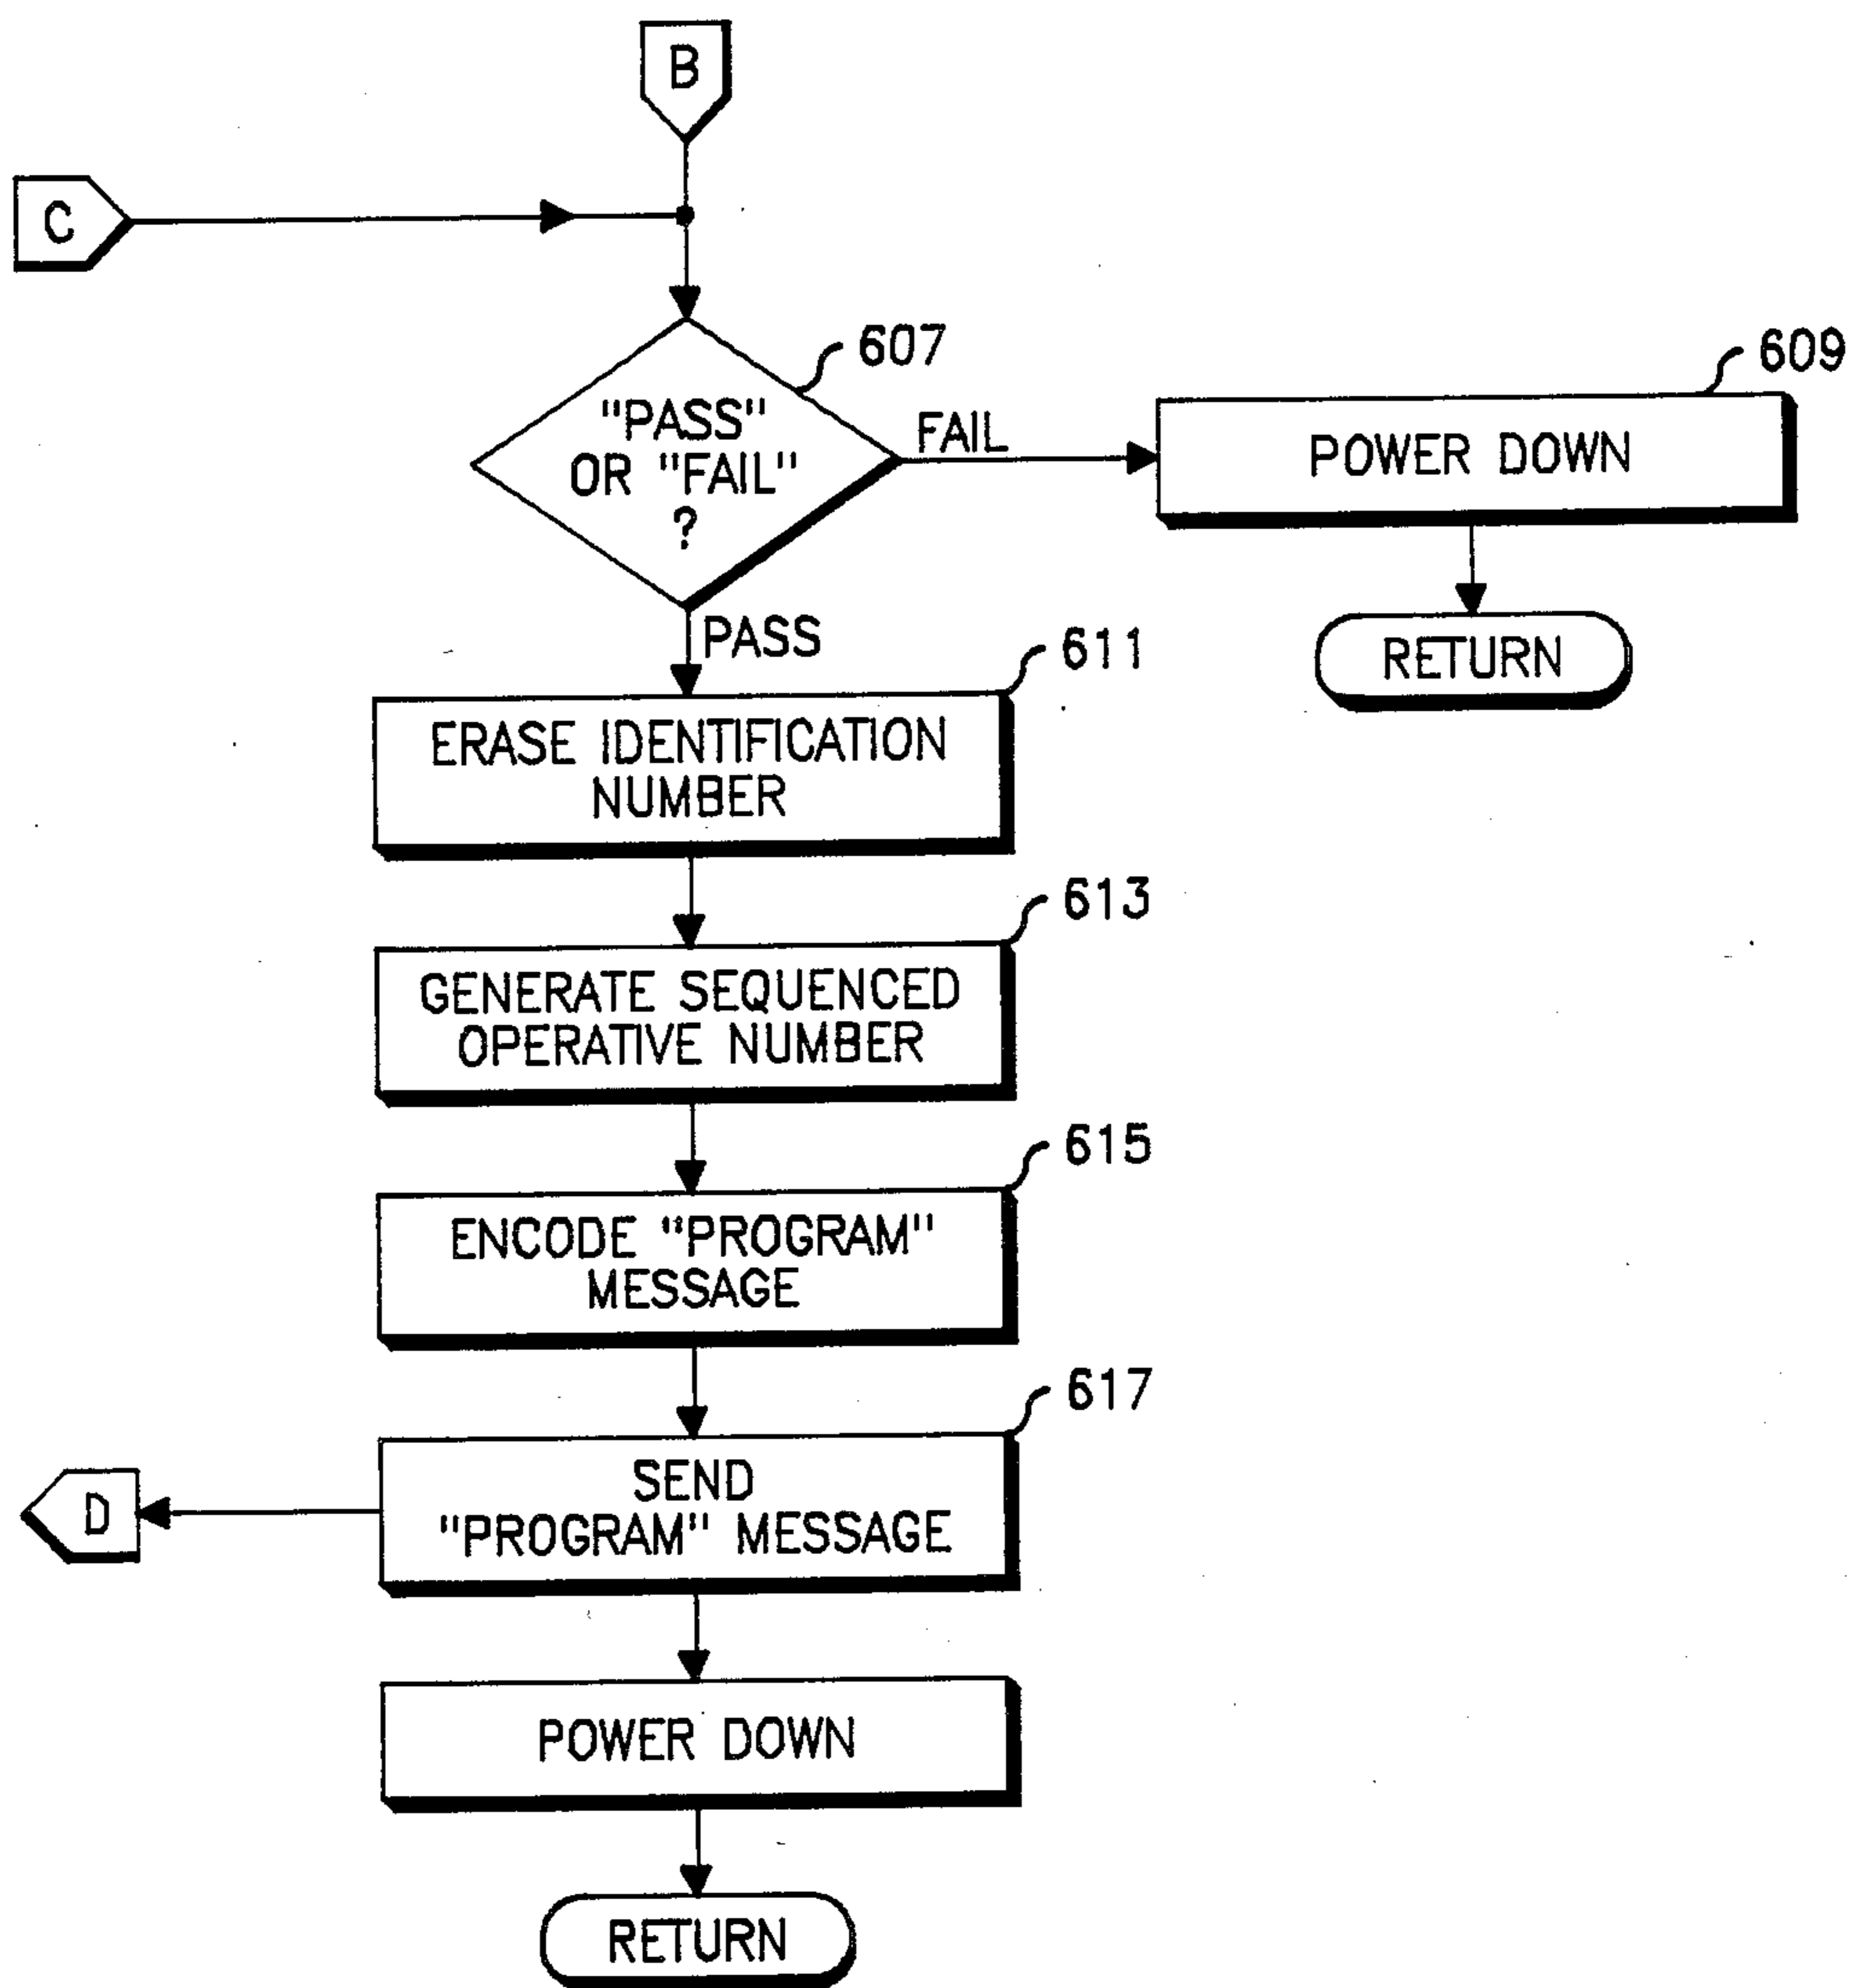 B
C
607
"PASS"
OR "FAIL"
?
FAIL
609
POWER DOWN
RETURN
PASS
611
ERASE IDENTIFICATION
NUMBER
613
GENERATE SEQUENCED
OPERATIVE NUMBER
615
ENCODE "PROGRAM"
MESSAGE
617
SEND
"PROGRAM" MESSAGE
D
POWER DOWN
RETURN